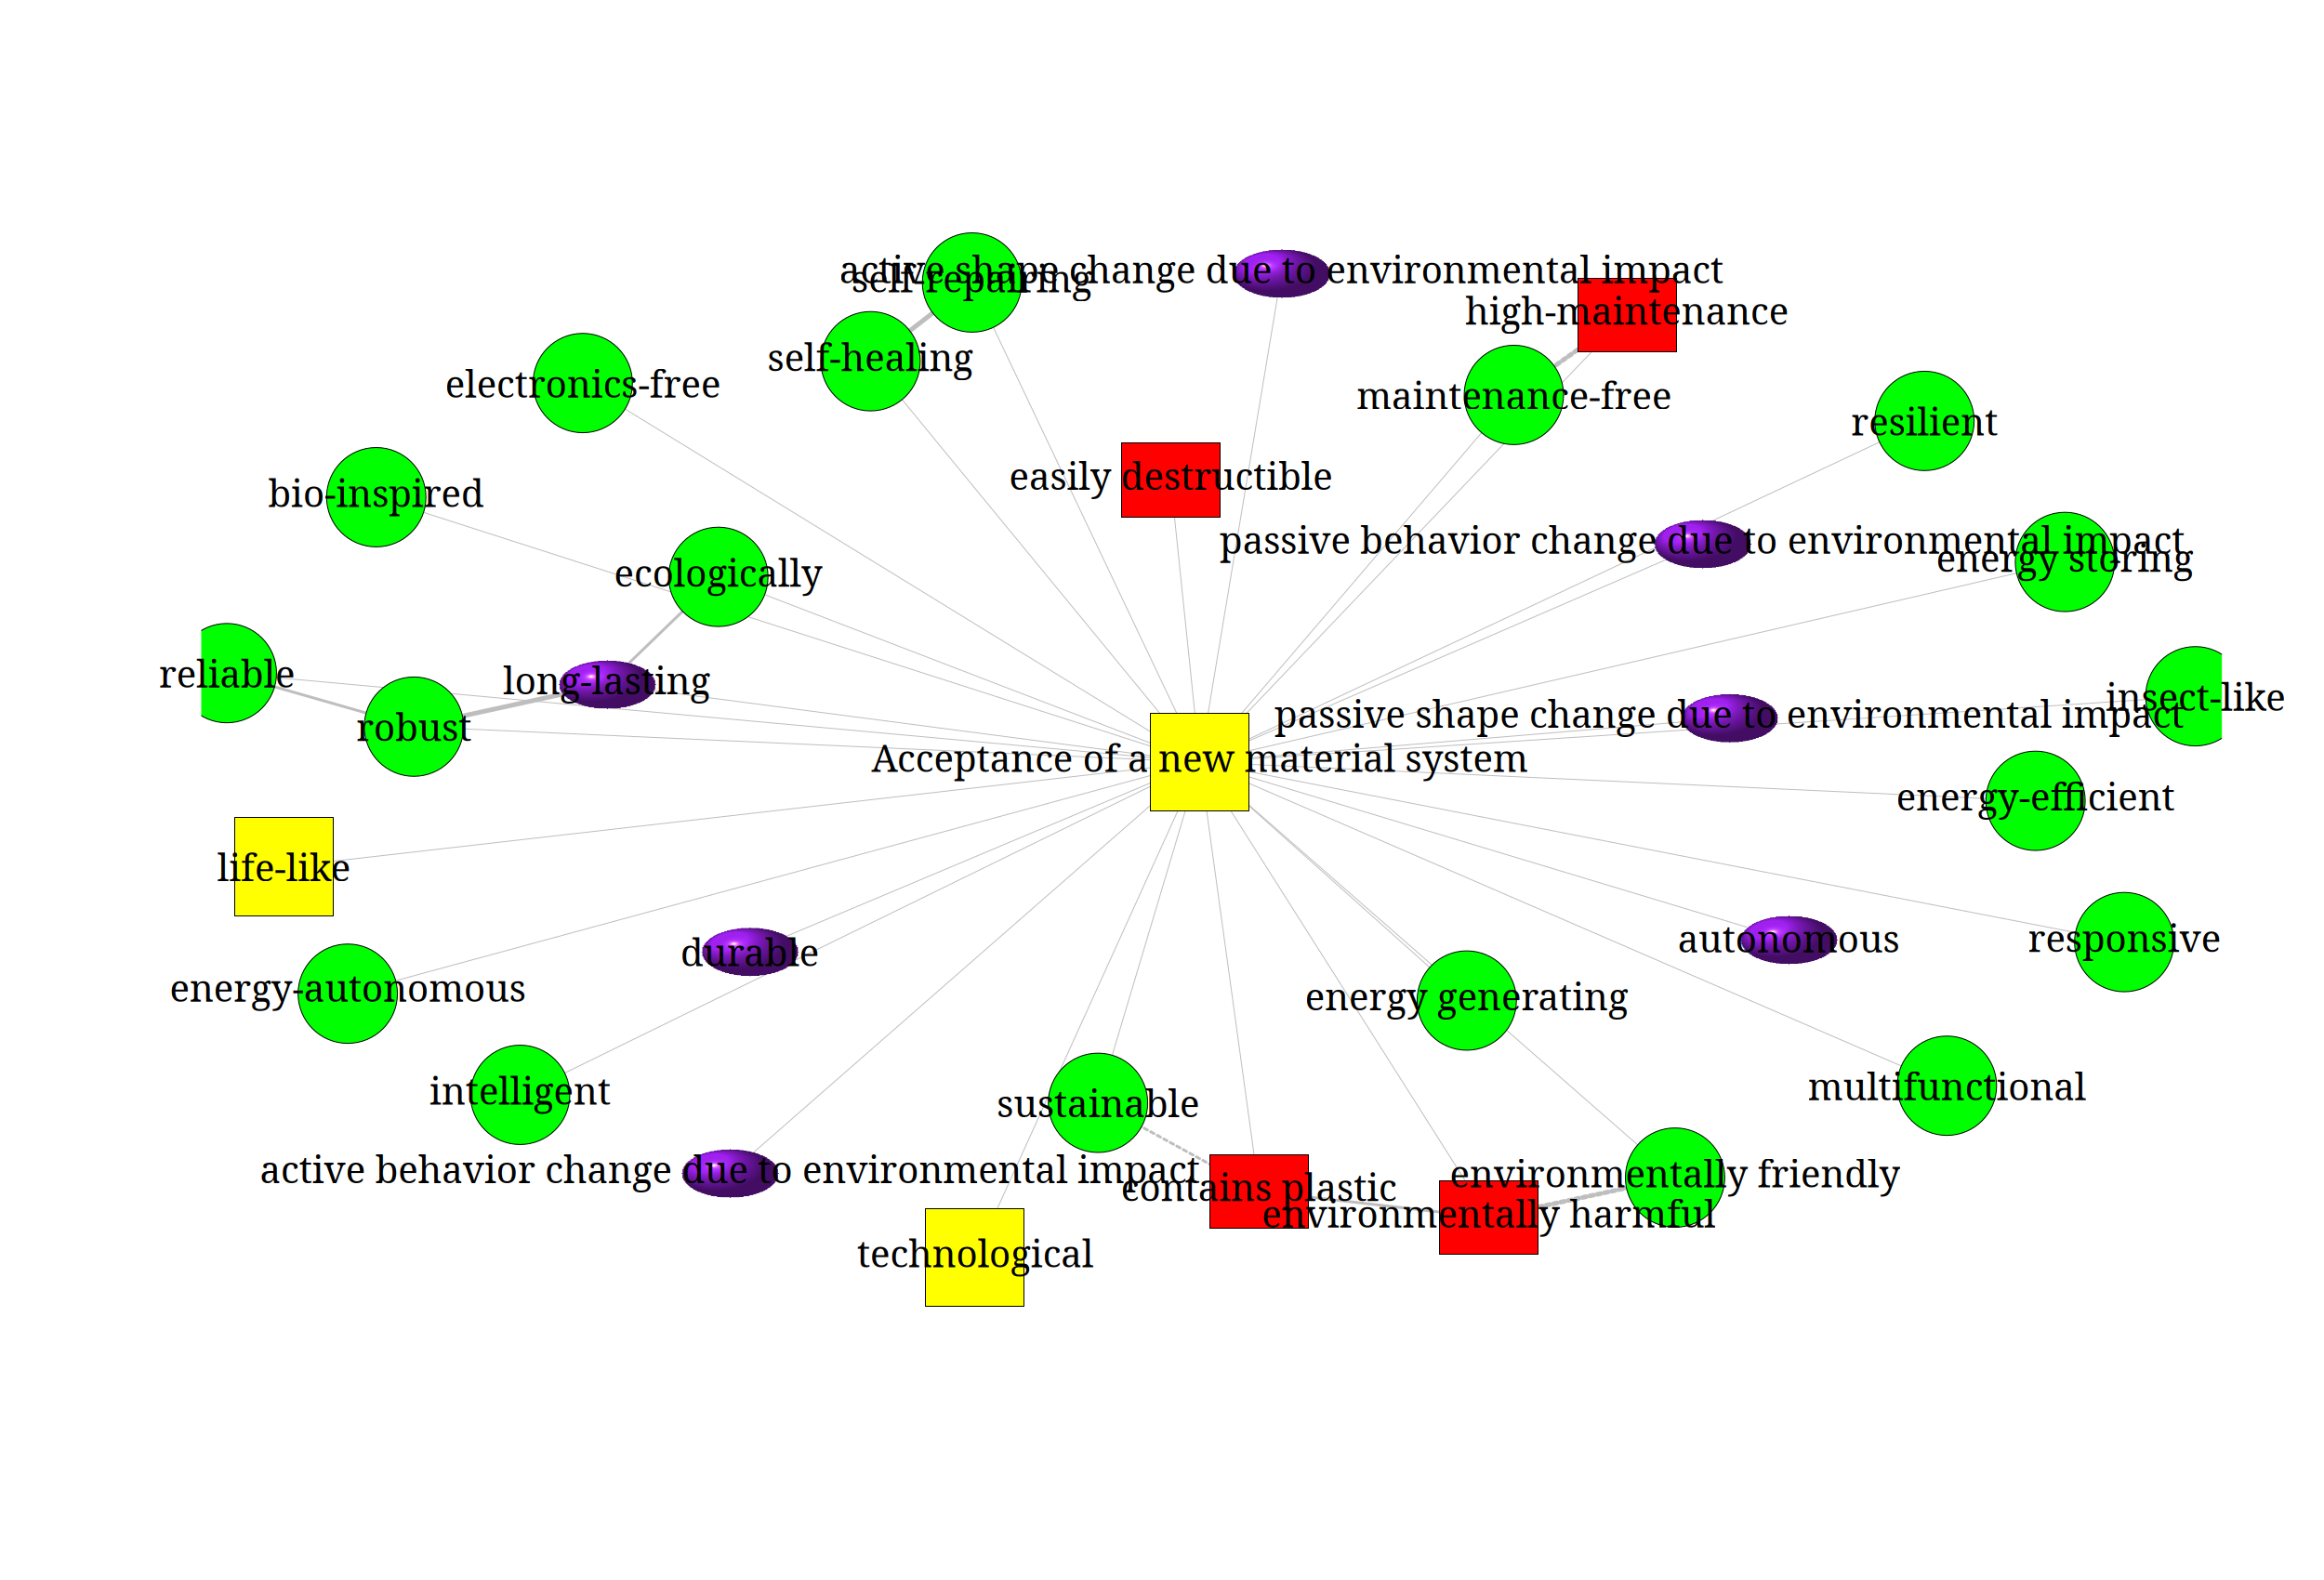 active shape change due to environmental impact
self-repairing
high-maintenance
self-healing
electronics-free
maintenance-free
resilient
easily destructible
bio-inspired
passive behavior change due to environmental impact
energy storing
ecologically
reliable
long-lasting
insect-like
passive shape change due to environmental impact
robust
Acceptance of a new material system
energy-efficient
life-like
durable
autonomous
responsive
energy-autonomous
energy generating
intelligent
multifunctional
sustainable
active behavior change due to environmental impact
environmentally friendly
contains plastic
environmentally harmful
technological